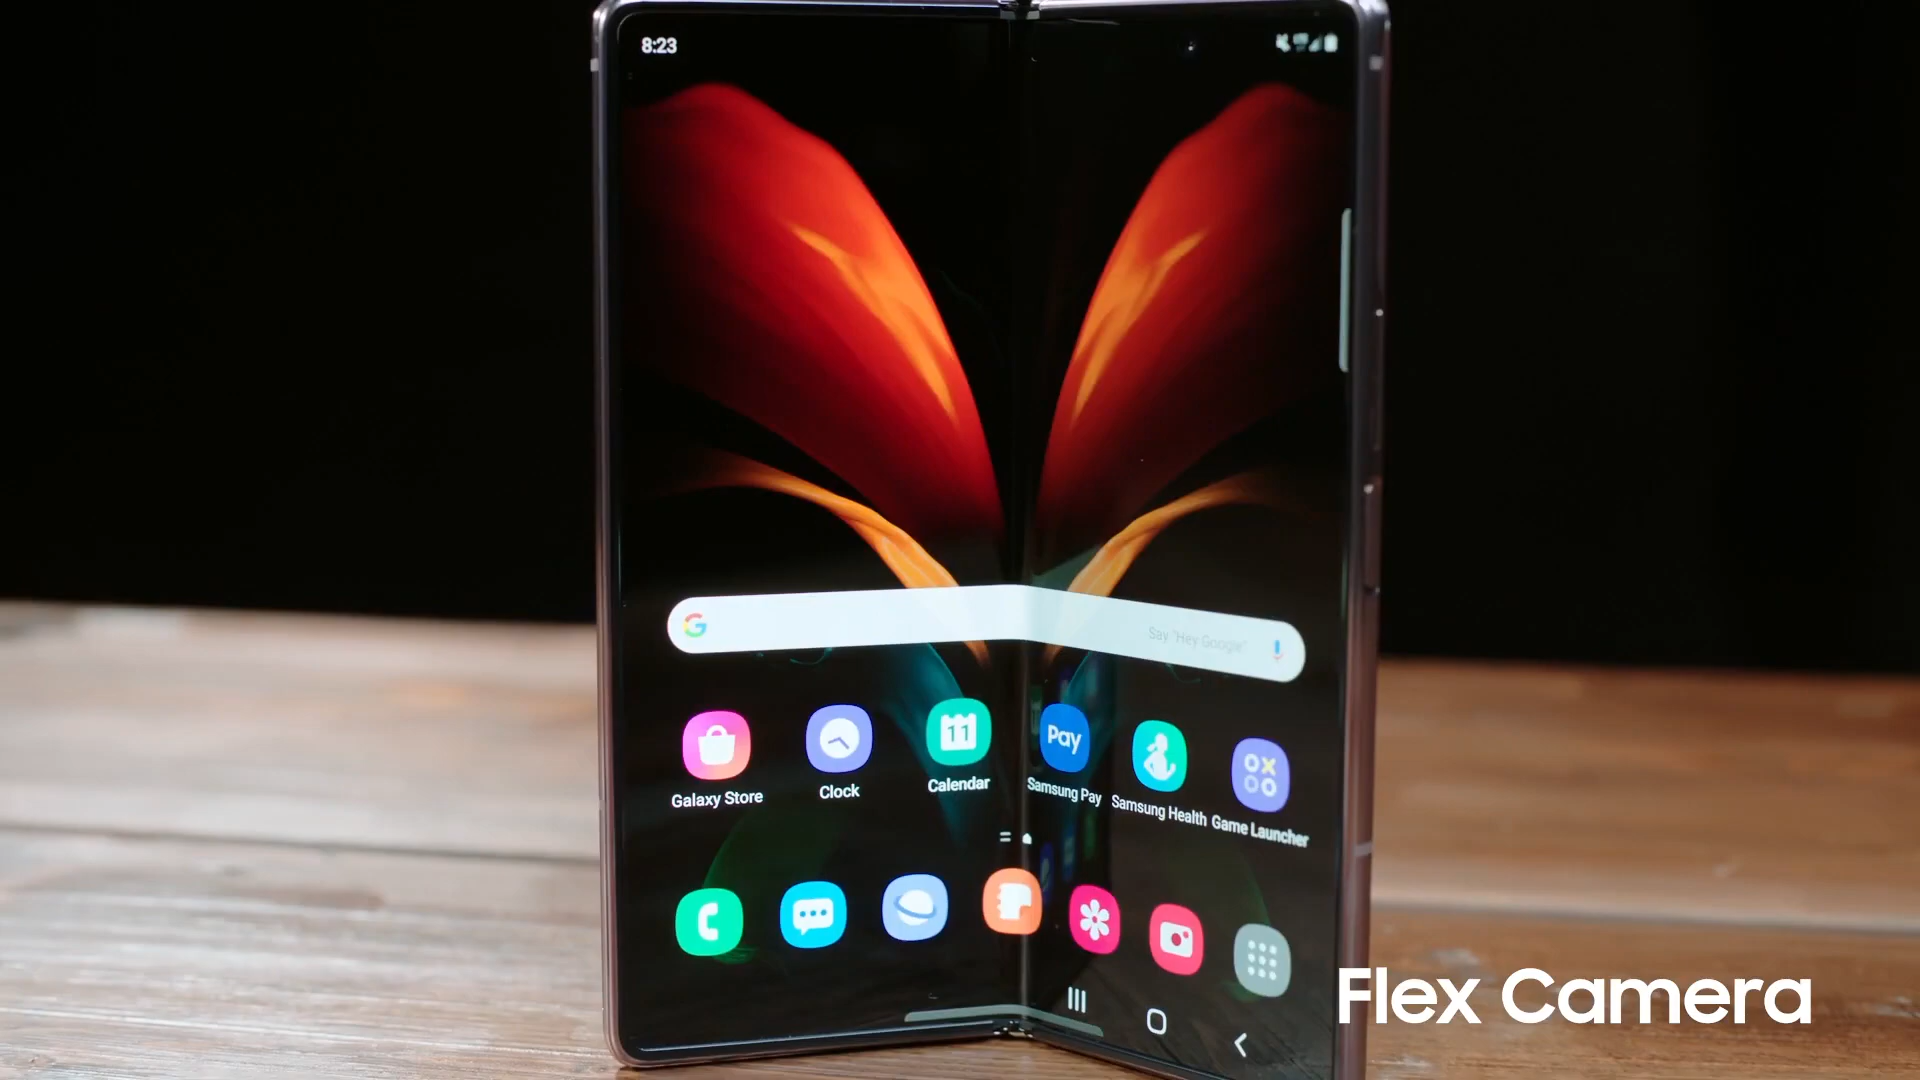 8:23
G
Say "Hey Google"
11
Pay
Galaxy Store
Clock
Calendar
Samsung Pay
Samsung Health
Game Launcher
Flex Camera